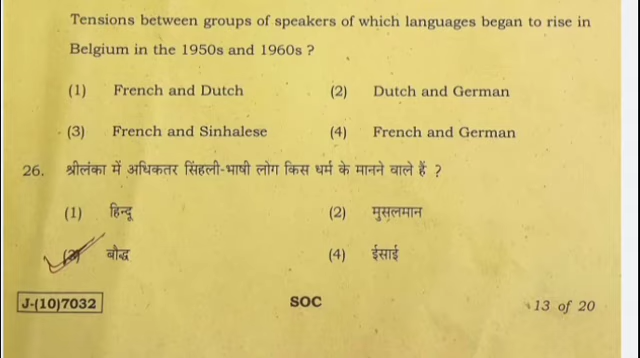 Tensions between groups of speakers of which languages began to rise in
Belgium in the 1950s and 1960s ?
(1) French and Dutch (2) Dutch and German
(3) French and Sinhalese (4) French and German
26. श्रीलंका में अधिकतर सिंहली-भाषी लोग किस धर्म के मानने वाले हैं ?
(1) हिन्दू (2) मुसलमान
(3) बौद्ध (4) ईसाई
J-(10)7032 SOC 13 of 20